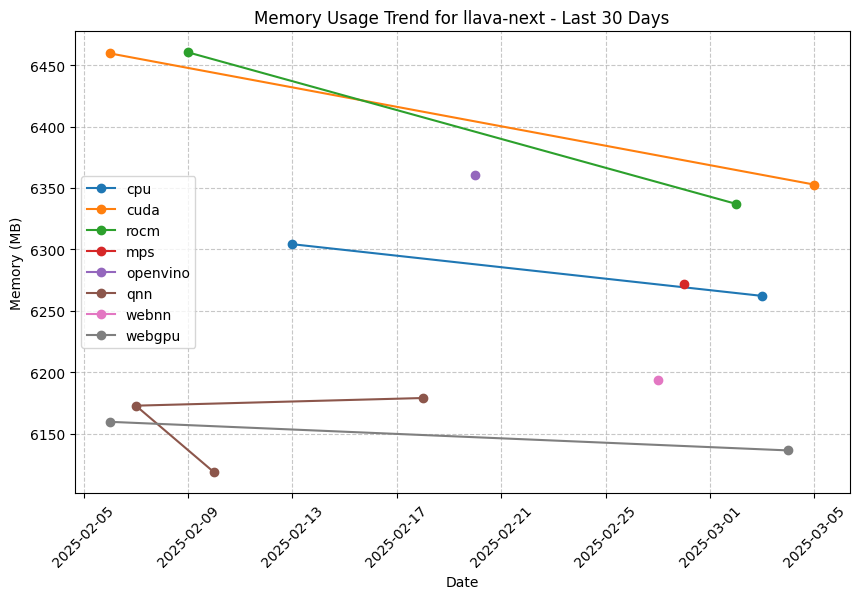 Memory Usage Trend for llava-next - Last 30 Days
Memory (MB)
6450
6400
6350
6300
6250
6200
6150
cpu
cuda
rocm
mps
openvino
qnn
webnn
webgpu
2025-02-05
2025-02-09
2025-02-13
2025-02-17
2025-02-21
2025-02-25
2025-03-01
2025-03-05
Date